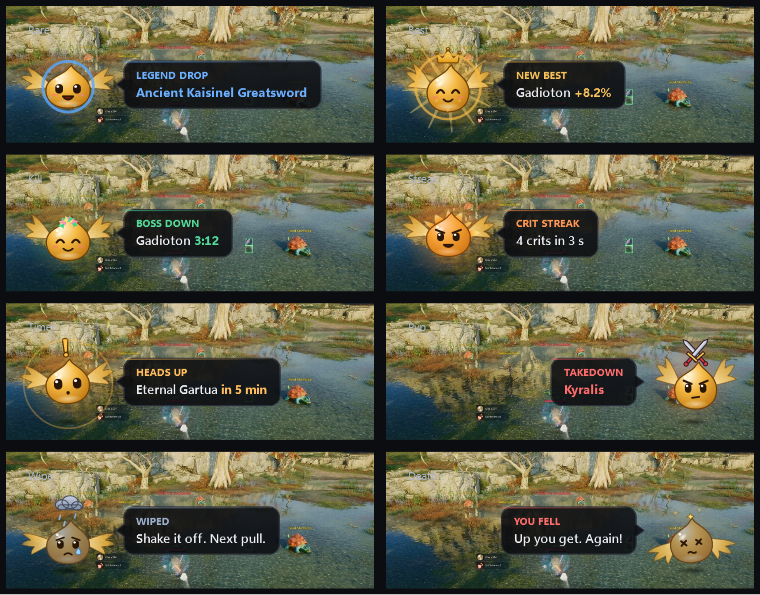 LEGEND DROP
Ancient Kaisinel Greatsword
NEW BEST
Gadioton +8.2%
BOSS DOWN
Gadioton 3:12
CRIT STREAK
4 crits in 3 s
HEADS UP
Eternal Gartua in 5 min
TAKEDOWN
Kyralis
WIPED
Shake it off. Next pull.
YOU FELL
Up you get. Again!